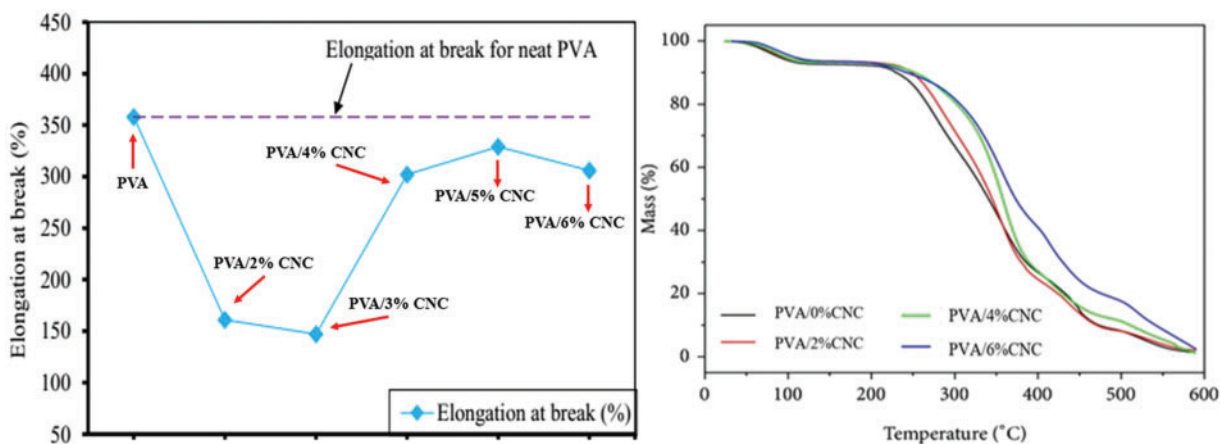 Elongation at break (%)
450
400
350
300
250
200
150
100
50
Elongation at break for neat PVA
PVA
PVA/2% CNC
PVA/3% CNC
PVA/4% CNC
PVA/5% CNC
PVA/6% CNC
Elongation at break (%)
Mass (%)
100
80
60
40
20
0
PVA/0%CNC
PVA/2%CNC
PVA/4%CNC
PVA/6%CNC
0 100 200 300 400 500 600
Temperature (˚C)